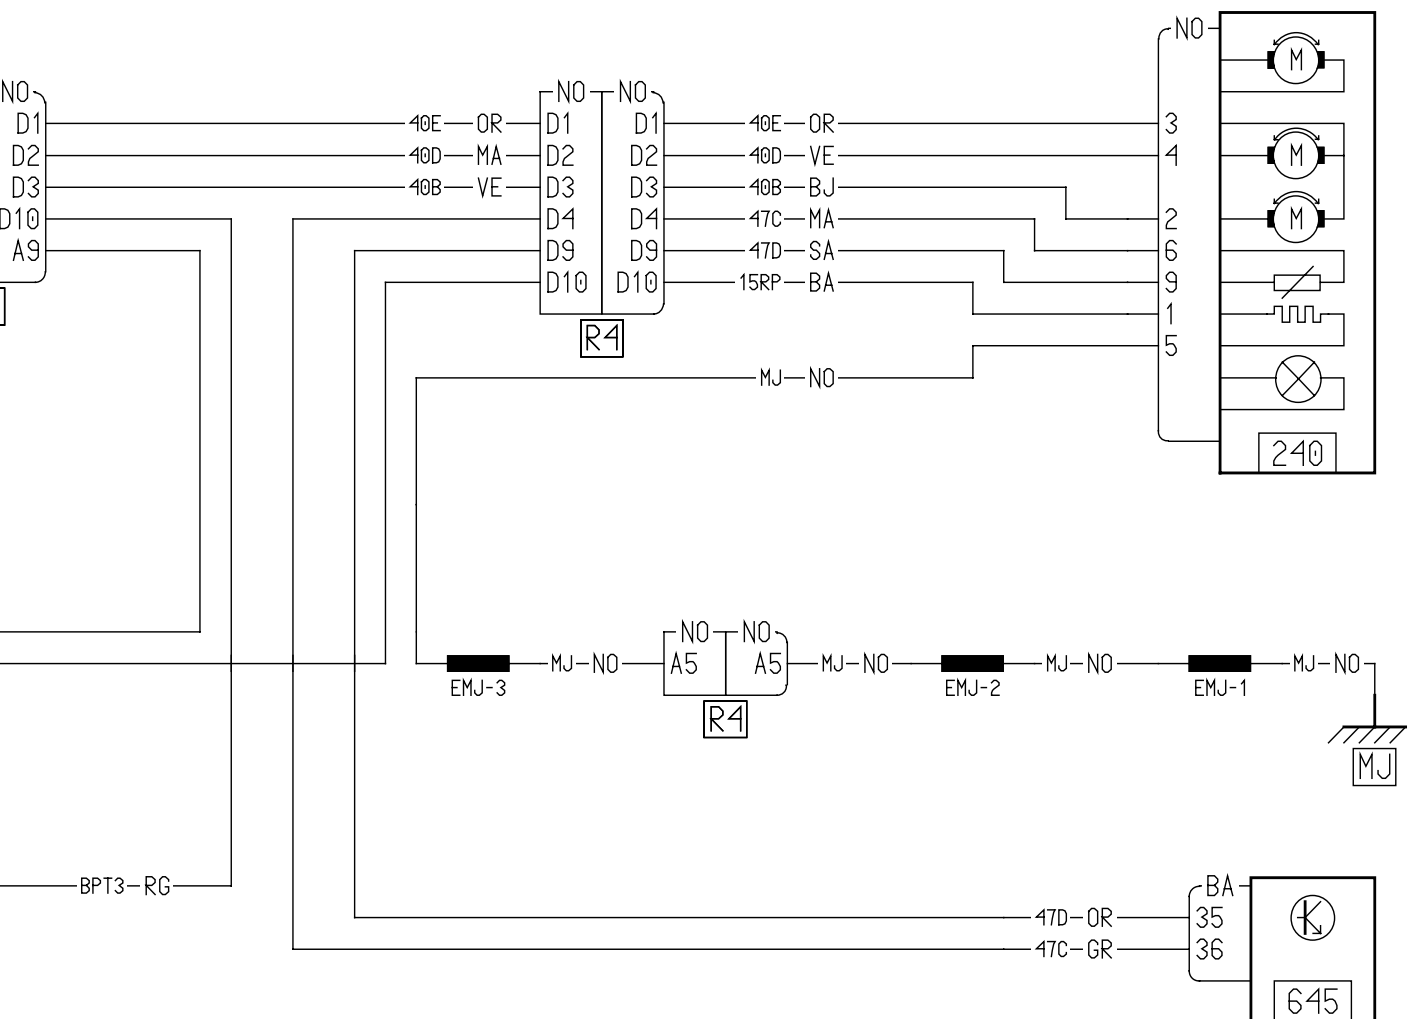 NO
NO NO NO
D1 40E OR D1 D1 40E OR 3
D2 40D MA D2 D2 40D VE 4
D3 40B VE D3 D3 40B BJ
D10 D4 D4 47C MA 2
A9 D9 D9 47D SA 6
D10 D10 15RP BA 9
1
R4 5
MJ NO
M
M
M
240
NO NO
MJ NO A5 A5 MJ NO MJ NO MJ NO
EMJ-3 EMJ-2 EMJ-1
R4
MJ
BPT3 RG BA
47D OR 35
47C GR 36
645